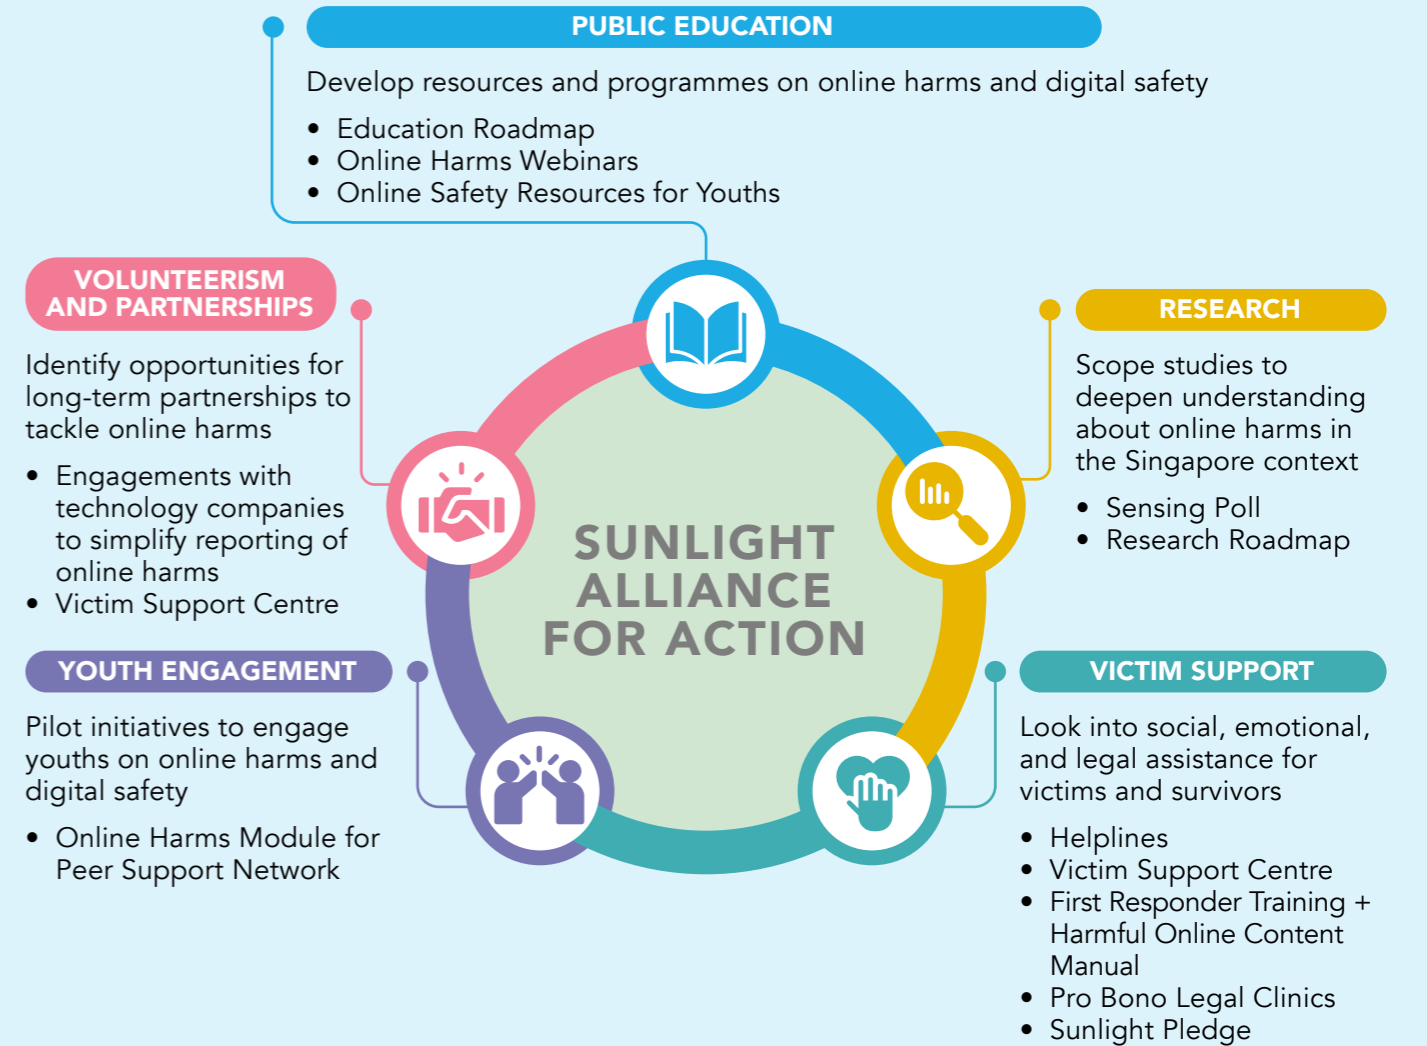 PUBLIC EDUCATION
Develop resources and programmes on online harms and digital safety
• Education Roadmap
• Online Harms Webinars
• Online Safety Resources for Youths
VOLUNTEERISM
AND PARTNERSHIPS
Identify opportunities for
long-term partnerships to
tackle online harms
• Engagements with
technology companies
to simplify reporting of
online harms
• Victim Support Centre
RESEARCH
Scope studies to
deepen understanding
about online harms in
the Singapore context
• Sensing Poll
• Research Roadmap
SUNLIGHT
ALLIANCE
FOR ACTION
YOUTH ENGAGEMENT
Pilot initiatives to engage
youths on online harms and
digital safety
• Online Harms Module for
Peer Support Network
VICTIM SUPPORT
Look into social, emotional,
and legal assistance for
victims and survivors
• Helplines
• Victim Support Centre
• First Responder Training +
Harmful Online Content
Manual
• Pro Bono Legal Clinics
• Sunlight Pledge